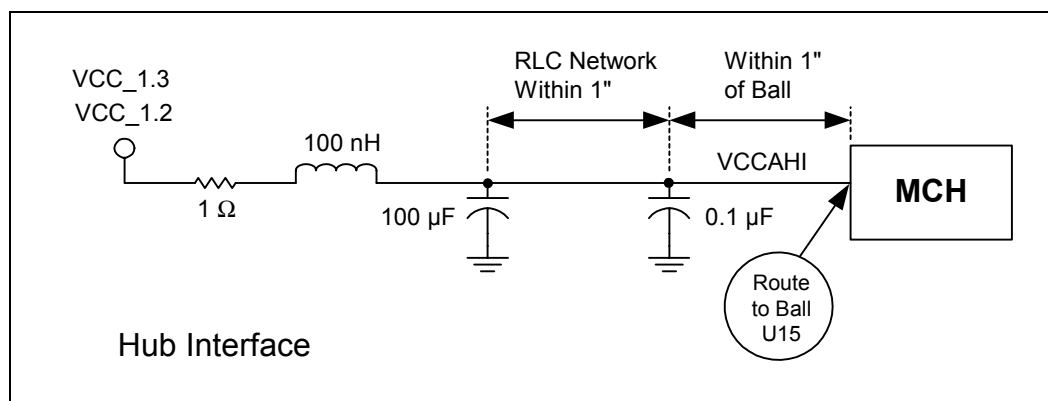 VCC_1.3
VCC_1.2
1 Ω
100 nH
RLC Network
Within 1"
Within 1"
of Ball
100 µF
0.1 µF
VCCAHI
MCH
Route
to Ball
U15
Hub Interface